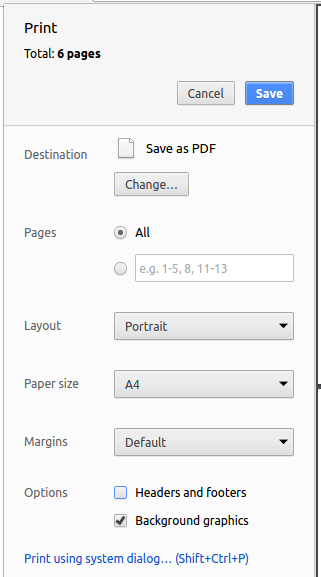 Print
Total: 6 pages
Cancel Save
Destination Save as PDF
Change...
Pages All
e.g. 1-5, 8, 11-13
Layout Portrait
Paper size A4
Margins Default
Options Headers and footers
Background graphics
Print using system dialog... (Shift+Ctrl+P)